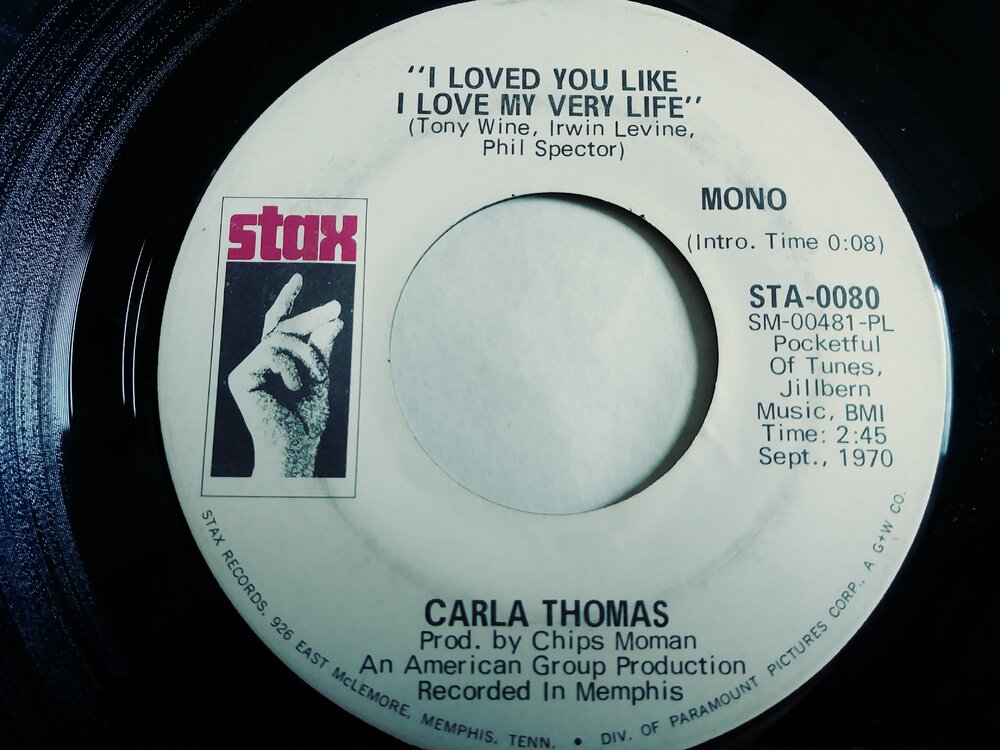 "I LOVED YOU LIKE
I LOVE MY VERY LIFE"
(Tony Wine, Irwin Levine,
Phil Spector)
stax
MONO
(Intro. Time 0:08)
STA-0080
SM-00481-PL
Pocketful
Of Tunes,
Jillbern
Music, BMI
Time: 2:45
Sept., 1970
CARLA THOMAS
Prod. by Chips Moman
An American Group Production
Recorded In Memphis
STAX RECORDS, 926 EAST McLEMORE, MEMPHIS, TENN. • DIV. OF PARAMOUNT PICTURES CORP., A G+W CO.